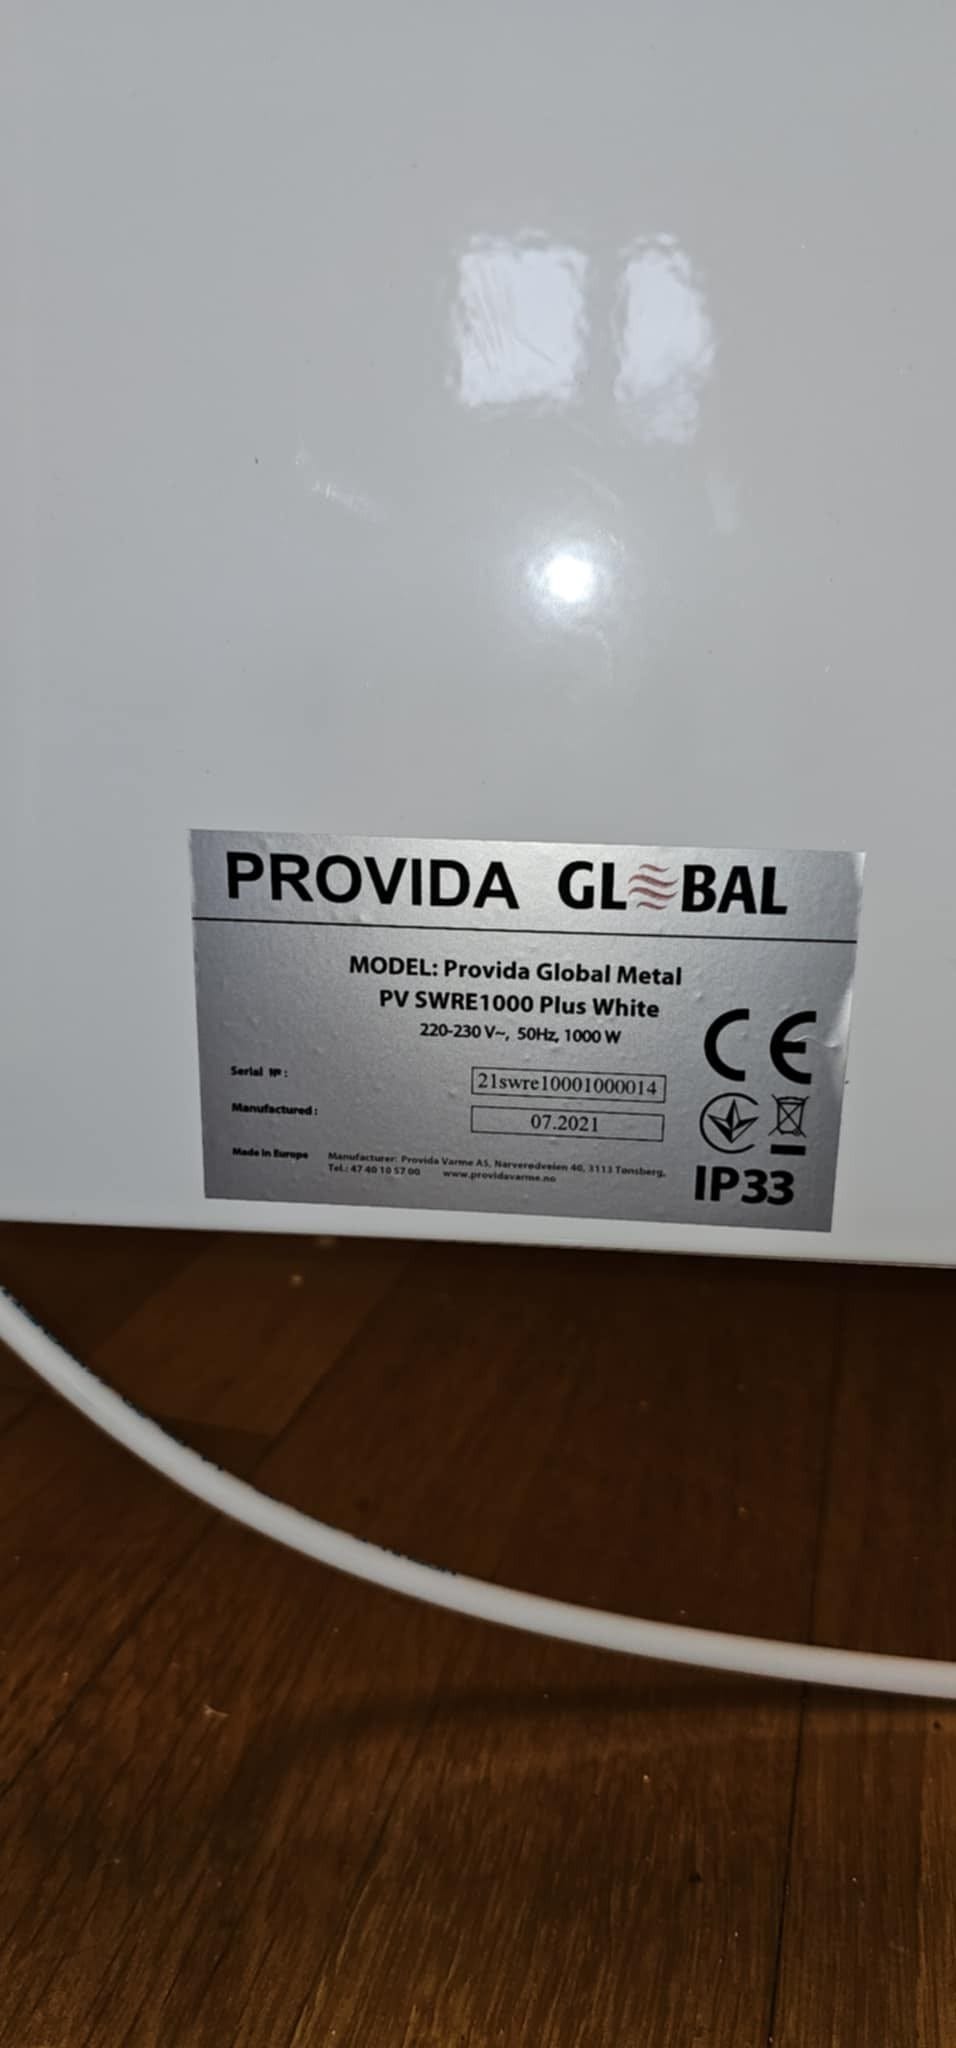 PROVIDA GLOBAL
MODEL: Provida Global Metal
PV SWRE1000 Plus White
220-230 V~, 50Hz, 1000 W
CE
Serial №:
21swre10001000014
Manufactured:
07.2021
Made in Europe
Manufacturer: Provida Varme AS, Narverødveien 40, 3113 Tønsberg,
Tel.: 47 40 10 57 00 www.providavarme.no
IP33